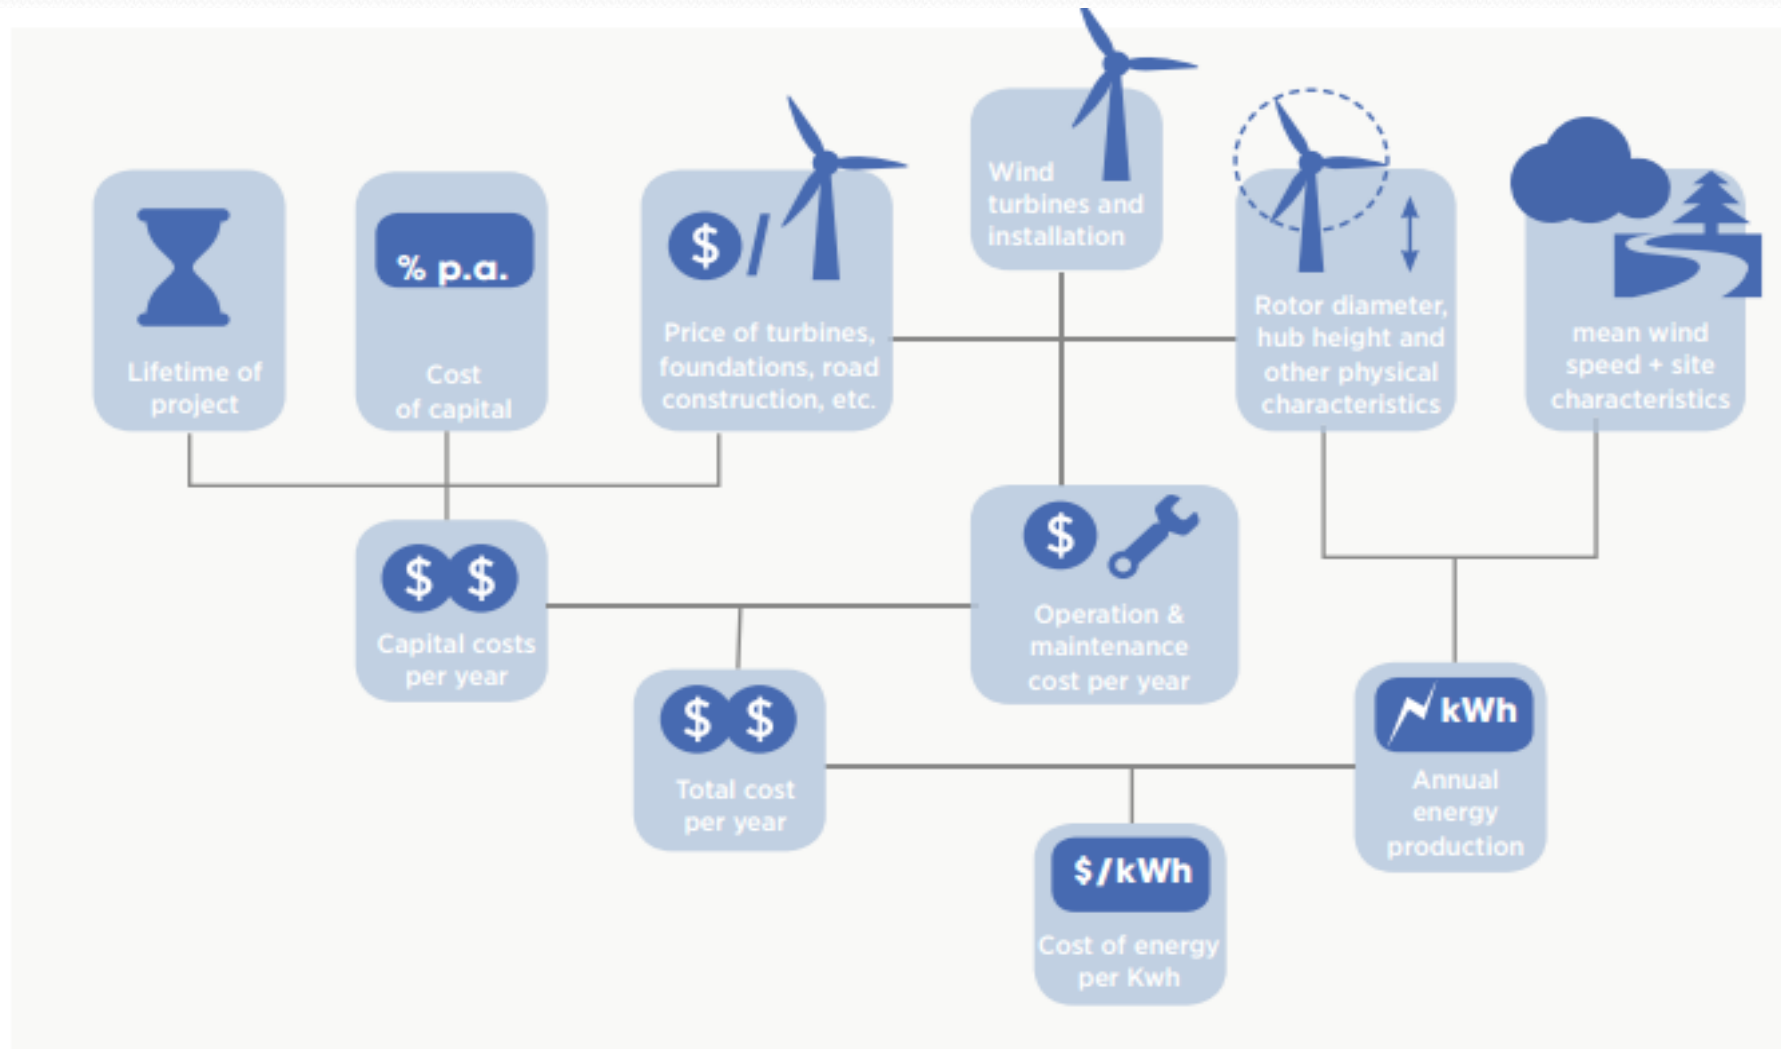 Wind
turbines and
installation
% p.a.
$/
$
Lifetime of
project
Cost
of capital
Price of turbines,
foundations, road
construction, etc.
Rotor diameter,
hub height and
other physical
characteristics
mean wind
speed + site
characteristics
$ $
Capital costs
per year
$
Operation &
maintenance
cost per year
$ $
Total cost
per year
kWh
Annual
energy
production
$/kWh
Cost of energy
per Kwh